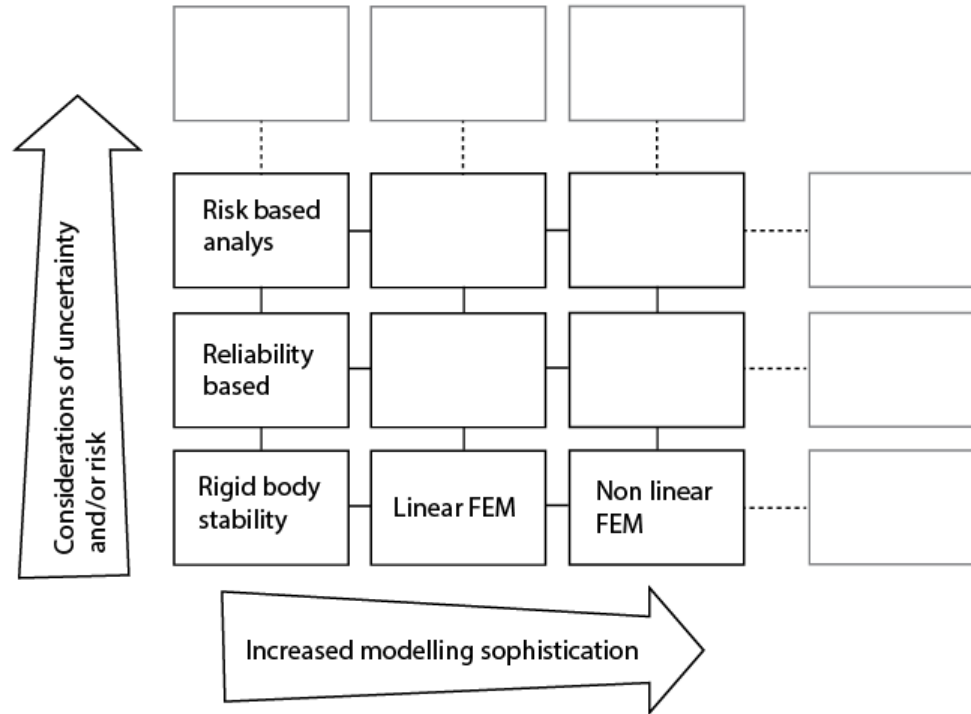 Risk based
analys
Reliability
based
Rigid body
stability
Linear FEM
Non linear
FEM
Considerations of uncertainty
and/or risk
Increased modelling sophistication